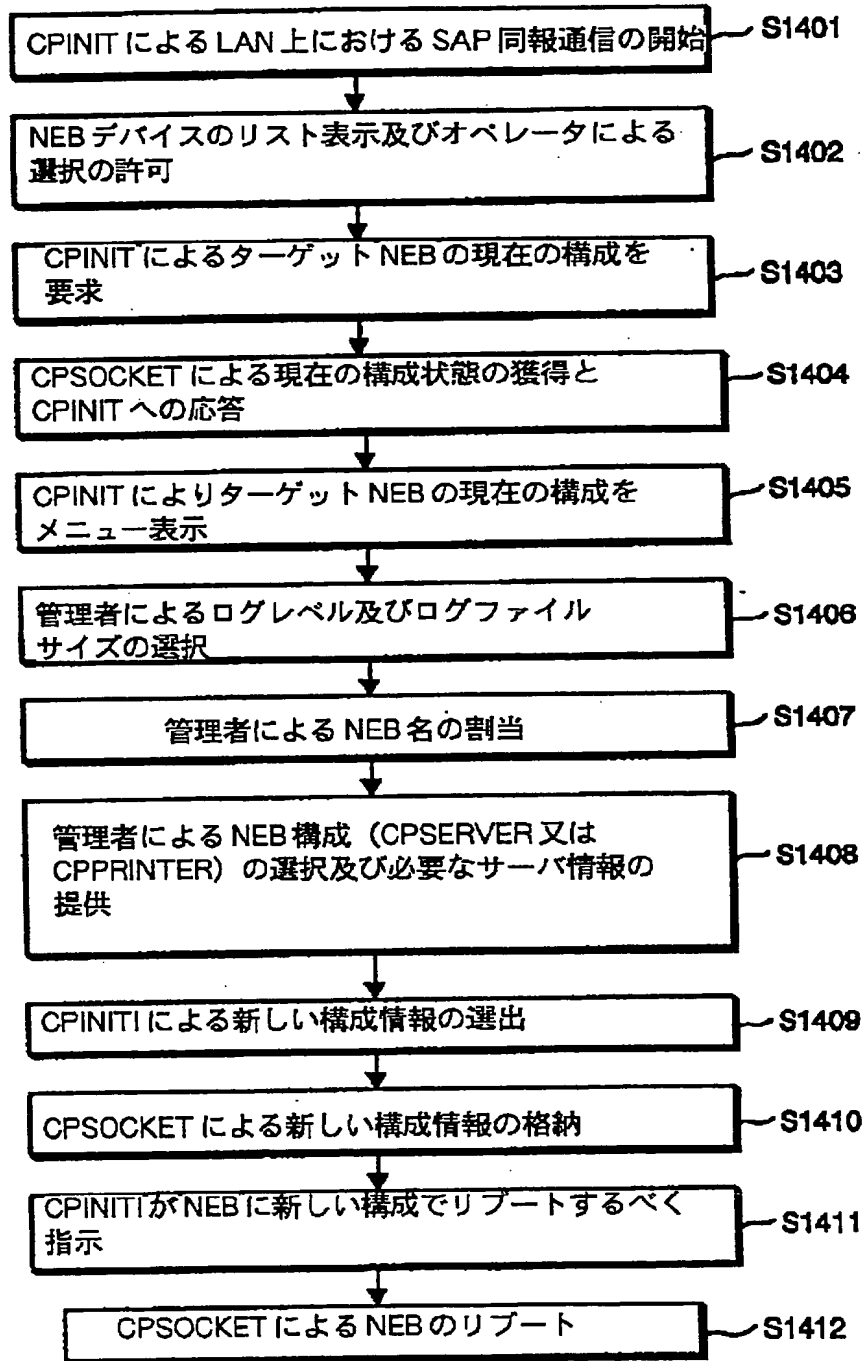 CPINIT による LAN 上における SAP 同報通信の開始 S1401
NEB デバイスのリスト表示及びオペレータによる
選択の許可 S1402
CPINIT によるターゲット NEB の現在の構成を
要求 S1403
CPSOCKET による現在の構成状態の獲得と S1404
CPINIT への応答
CPINIT によりターゲット NEB の現在の構成を S1405
メニュー表示
管理者によるログレベル及びログファイル S1406
サイズの選択
管理者による NEB 名の割当 S1407
管理者による NEB 構成（CPSERVER 又は
CPPRINTER）の選択及び必要なサーバ情報の S1408
提供
CPINITI による新しい構成情報の選出 S1409
CPSOCKET による新しい構成情報の格納 S1410
CPINITI が NEB に新しい構成でリブートするべく S1411
指示
CPSOCKET による NEB のリブート S1412